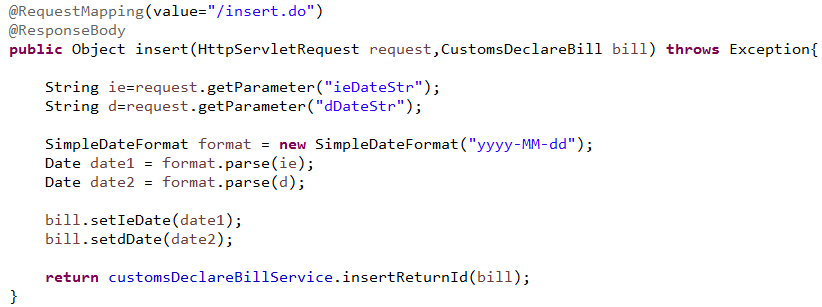 @RequestMapping(value="/insert.do")
@ResponseBody
public Object insert(HttpServletRequest request,CustomsDeclareBill bill) throws Exception{
String ie=request.getParameter("ieDateStr");
String d=request.getParameter("dDateStr");
SimpleDateFormat format = new SimpleDateFormat("yyyy-MM-dd");
Date date1 = format.parse(ie);
Date date2 = format.parse(d);
bill.setIeDate(date1);
bill.setdDate(date2);
return customsDeclareBillService.insertReturnId(bill);
}